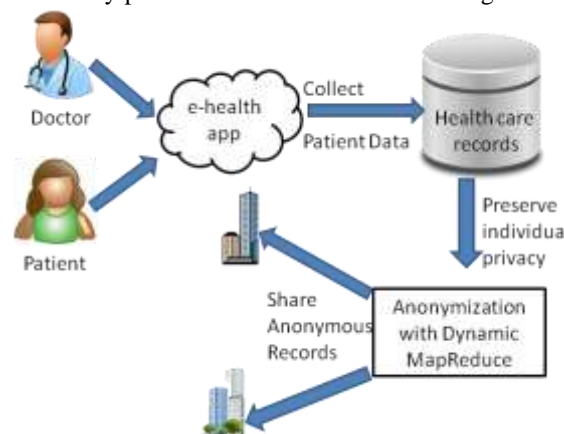 Doctor
e-health
app
Collect
Patient Data
Health care
records
Patient
Preserve
individua
privacy
Share
Anonymous
Records
Anonymization
with Dynamic
MapReduce